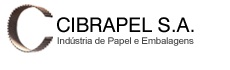 CIBRAPEL S.A.
Indústria de Papel e Embalagens